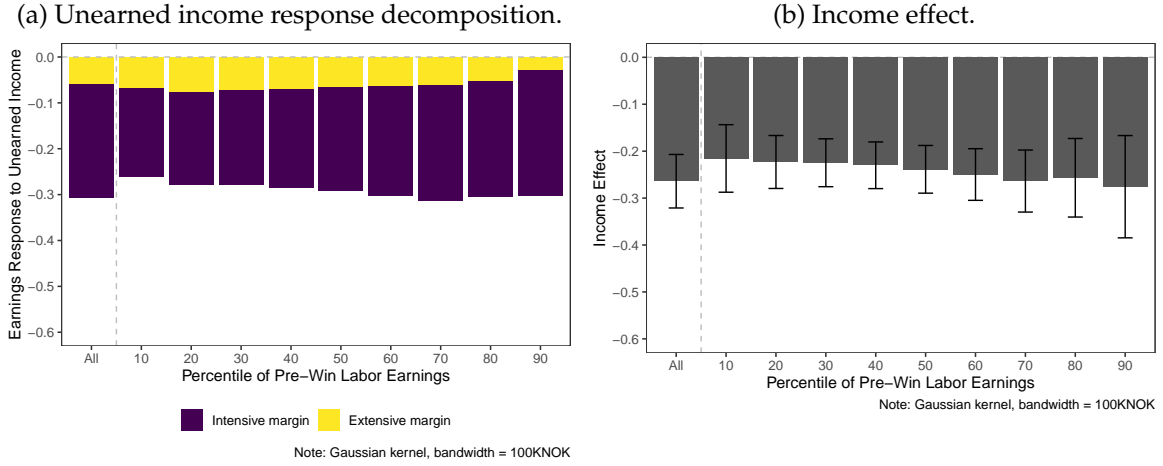 (a) Unearned income response decomposition.
Earnings Response to Unearned Income
0.0
−0.1
−0.2
−0.3
−0.4
−0.5
−0.6
All 10 20 30 40 50 60 70 80 90
Percentile of Pre−Win Labor Earnings
Intensive margin Extensive margin
Note: Gaussian kernel, bandwidth = 100KNOK
(b) Income effect.
Income Effect
0.0
−0.1
−0.2
−0.3
−0.4
−0.5
−0.6
All 10 20 30 40 50 60 70 80 90
Percentile of Pre−Win Labor Earnings
Note: Gaussian kernel, bandwidth = 100KNOK